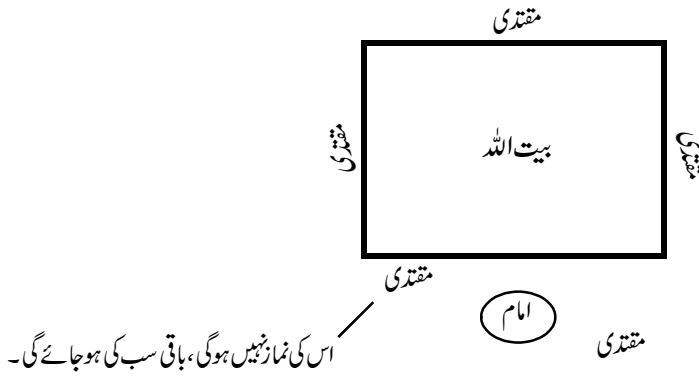 مقتدی
مقتدی
بیت اللہ
مقتدی
مقتدی
امام
مقتدی
اس کی نماز نہیں ہوگی، باقی سب کی ہوجائے گی۔